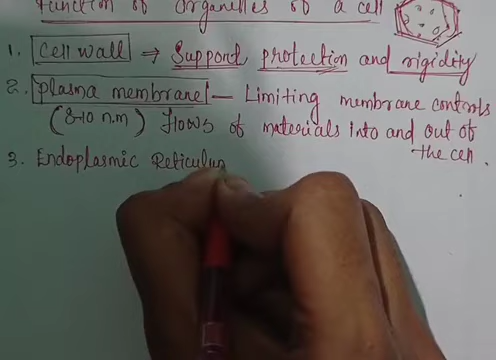 Function of Organelles of a cell
1. Cell wall ⇒ Support protection and rigidity
2. Plasma membrane — Limiting membrane controls
(8-10 n.m) flows of materials into and out of
the cell.
3. Endoplasmic Reticulum